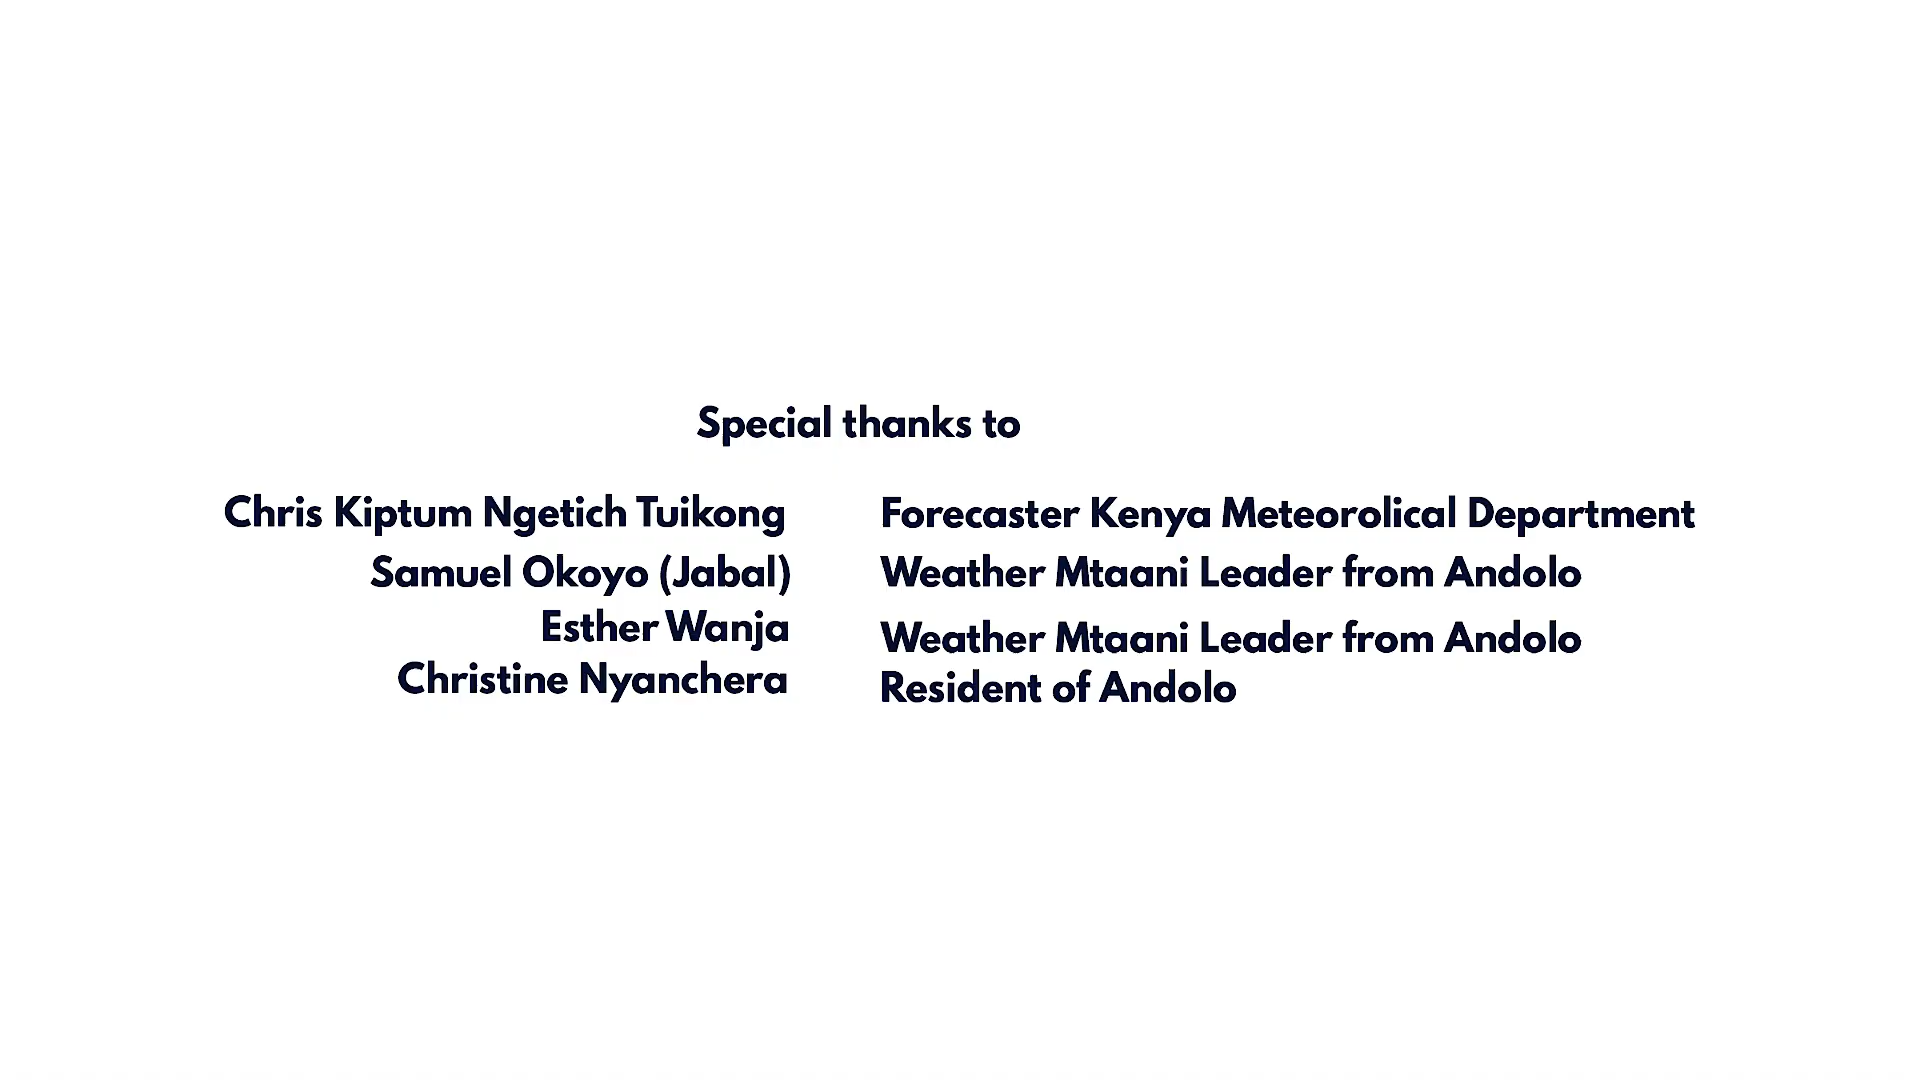 Special thanks to
Chris Kiptum Ngetich Tuikong Forecaster Kenya Meteorolical Department
Samuel Okoyo (Jabal) Weather Mtaani Leader from Andolo
Esther Wanja Weather Mtaani Leader from Andolo
Christine Nyanchera Resident of Andolo